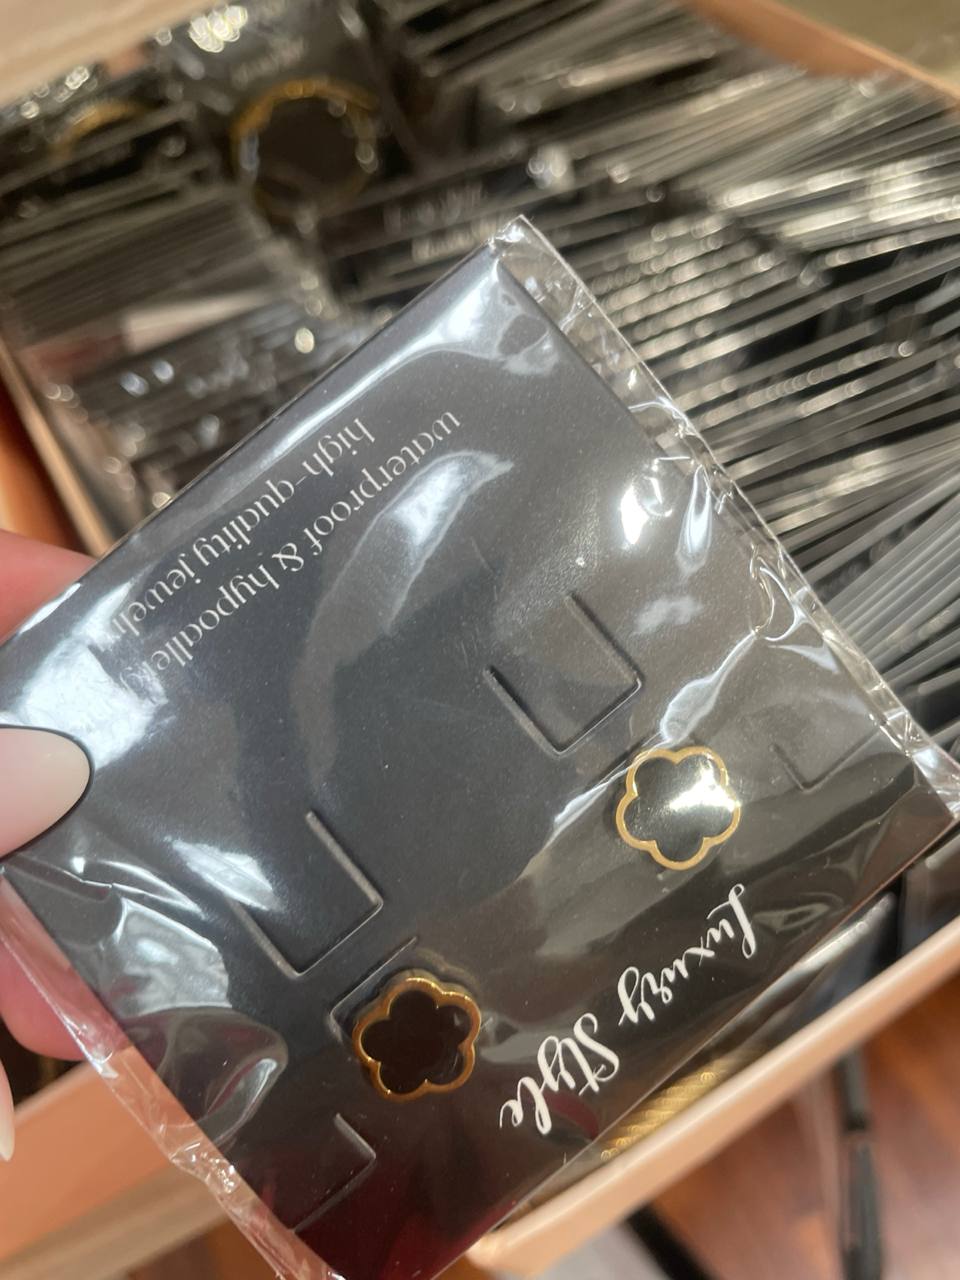 Luxury Style
waterproof & hypoallergenic
high-quality jewelry